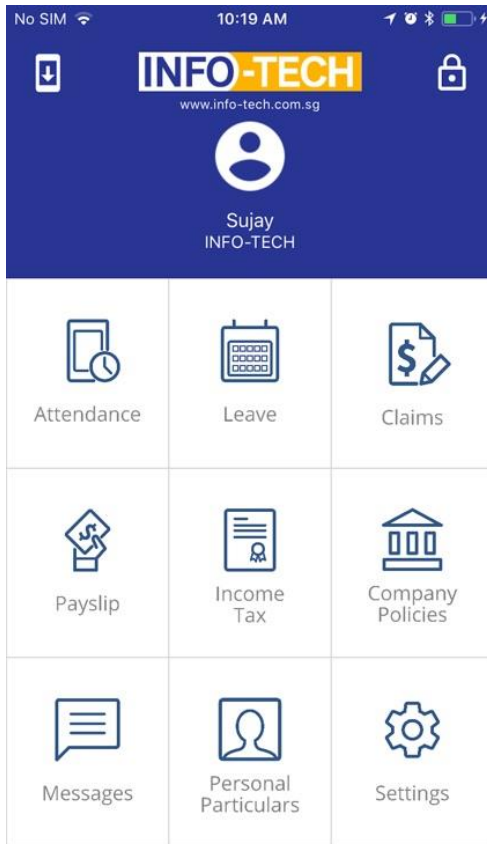 No SIM 10:19 AM
INFO-TECH
www.info-tech.com.sg
Sujay
INFO-TECH
Attendance
Leave
Claims
$
$
Payslip
Income
Tax
Company
Policies
Messages
Personal
Particulars
Settings